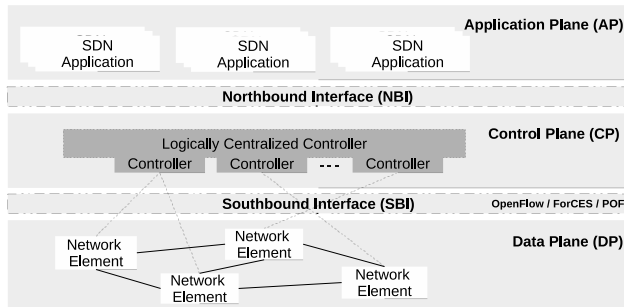 Application Plane (AP)
SDN
Application
SDN
Application
SDN
Application
Northbound Interface (NBI)
Control Plane (CP)
Logically Centralized Controller
Controller
Controller
Controller
Southbound Interface (SBI)
OpenFlow / ForCES / POF
Data Plane (DP)
Network
Element
Network
Element
Network
Element
Network
Element